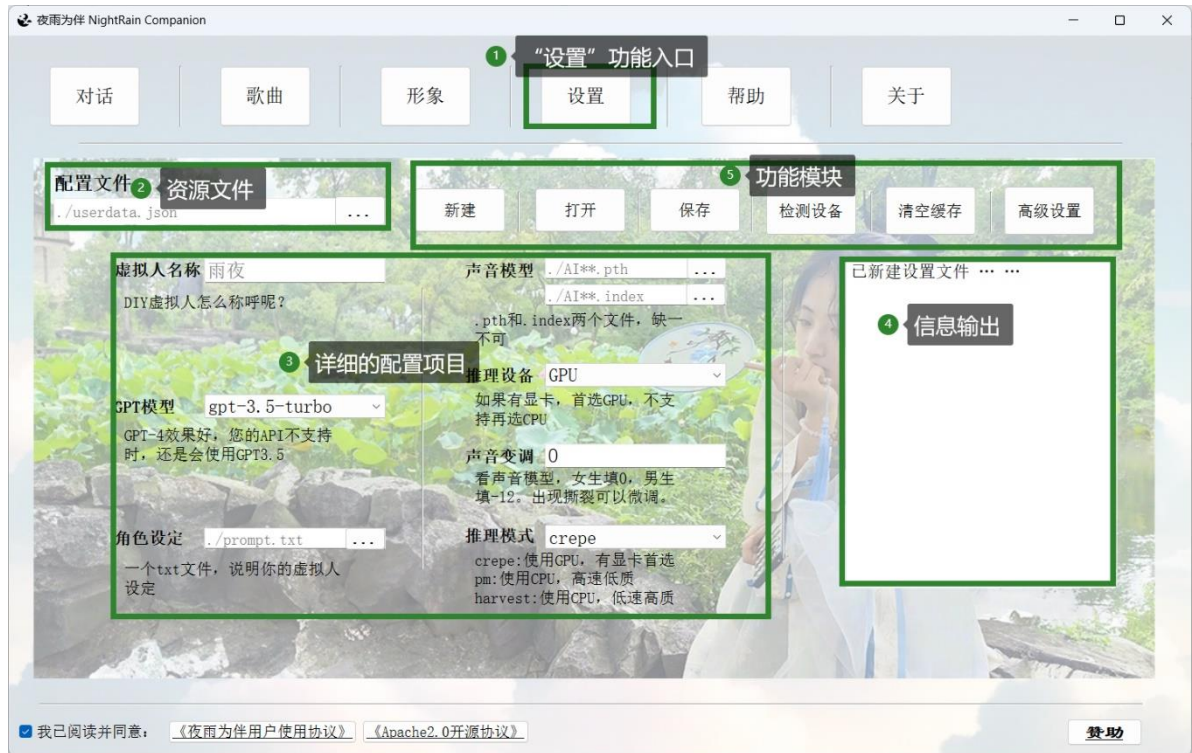 夜雨为伴 NightRain Companion
1 “设置”功能入口
对话 歌曲 形象 设置 帮助 关于
配置文件
2 资源文件
./userdata.json ...
5 功能模块
新建 打开 保存 检测设备 清空缓存 高级设置
虚拟人名称 雨夜
DIY虚拟人怎么称呼呢？
3 详细的配置项目
GPT模型 gpt-3.5-turbo
GPT-4效果好，您的API不支持
时，还是会使用GPT3.5
角色设定 ./prompt.txt ...
一个txt文件，说明你的虚拟人
设定
声音模型 ./AI**.pth ...
./AI**.index ...
.pth和.index两个文件，缺一
不可
推理设备 GPU
如果有显卡，首选GPU，不支
持再选CPU
声音变调 0
看声音模型，女生填0，男生
填-12。出现撕裂可以微调。
推理模式 crepe
crepe:使用GPU，有显卡首选
pm:使用CPU，高速低质
harvest:使用CPU，低速高质
已新建设置文件 … …
4 信息输出
我已阅读并同意： 《夜雨为伴用户使用协议》 《Apache2.0开源协议》
赞助